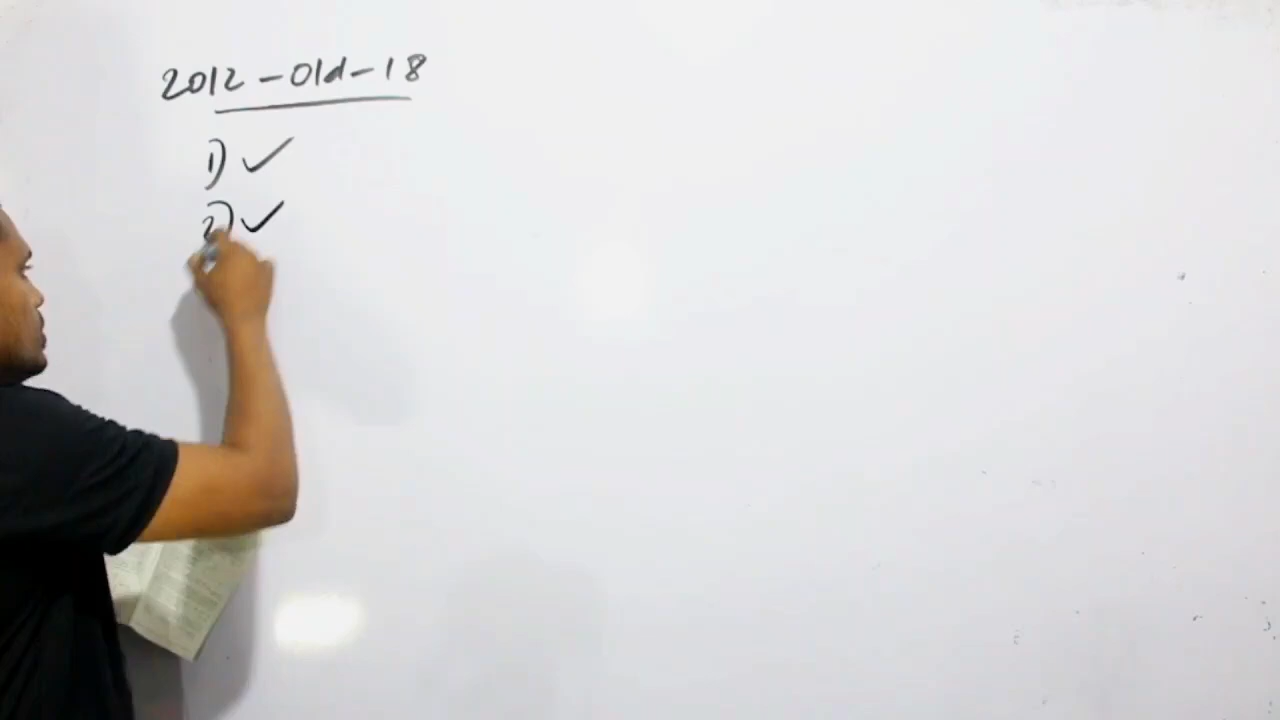 2012 - Old - 18
1) ✓
2) ✓